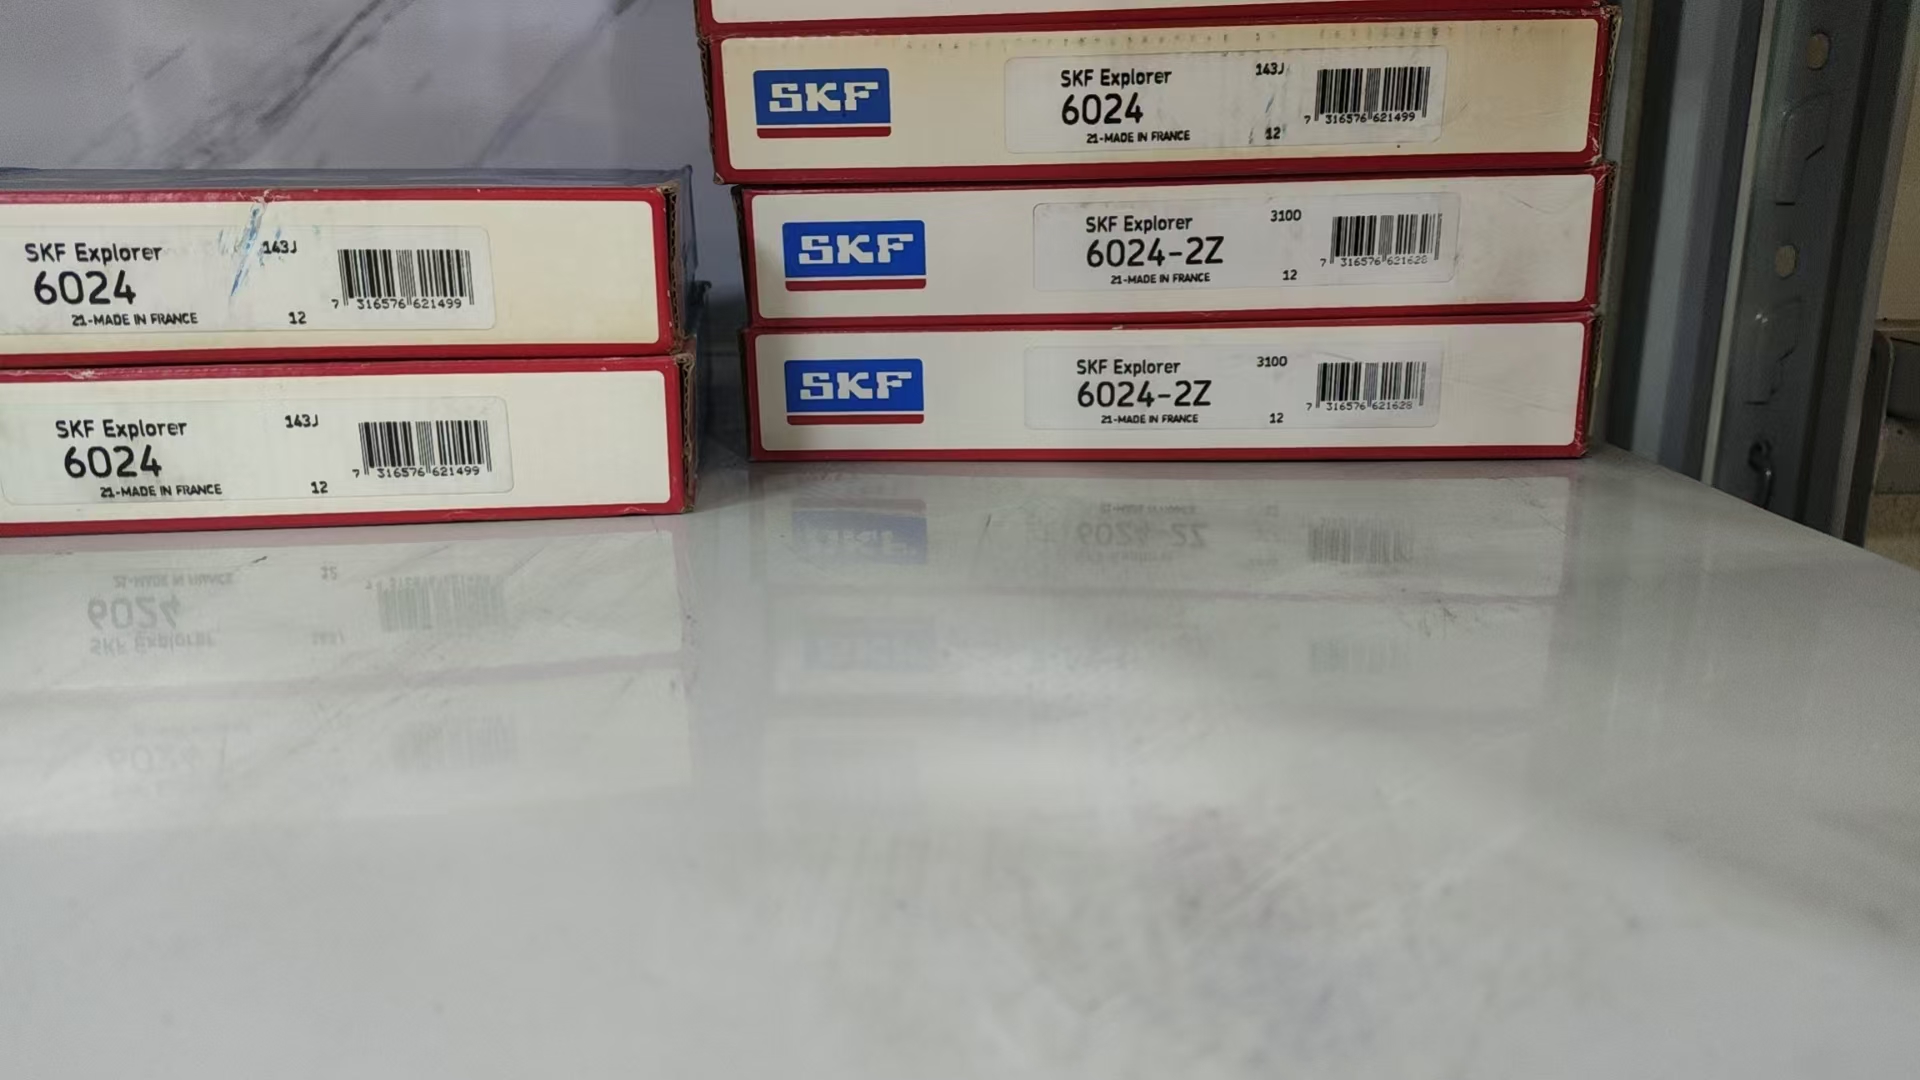 SKF
SKF Explorer
143J
6024
21-MADE IN FRANCE
12
7 316576 621499
SKF
SKF Explorer
3100
6024-2Z
21-MADE IN FRANCE
12
7 316576 621628
SKF
SKF Explorer
3100
6024-2Z
21-MADE IN FRANCE
12
7 316576 621628
SKF Explorer
143J
6024
21-MADE IN FRANCE
12
7 316576 621499
SKF Explorer
143J
6024
21-MADE IN FRANCE
12
7 316576 621499